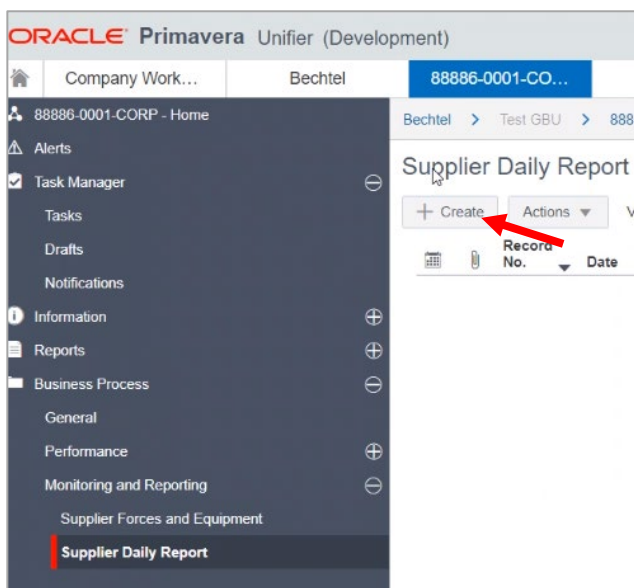 ORACLE Primavera Unifier (Development)
Company Work... Bechtel 88886-0001-CO...
88886-0001-CORP - Home
Alerts
Task Manager
Tasks
Drafts
Notifications
Information
Reports
Business Process
General
Performance
Monitoring and Reporting
Supplier Forces and Equipment
Supplier Daily Report
Bechtel > Test GBU > 888
Supplier Daily Report
+ Create Actions V
Record
No. Date